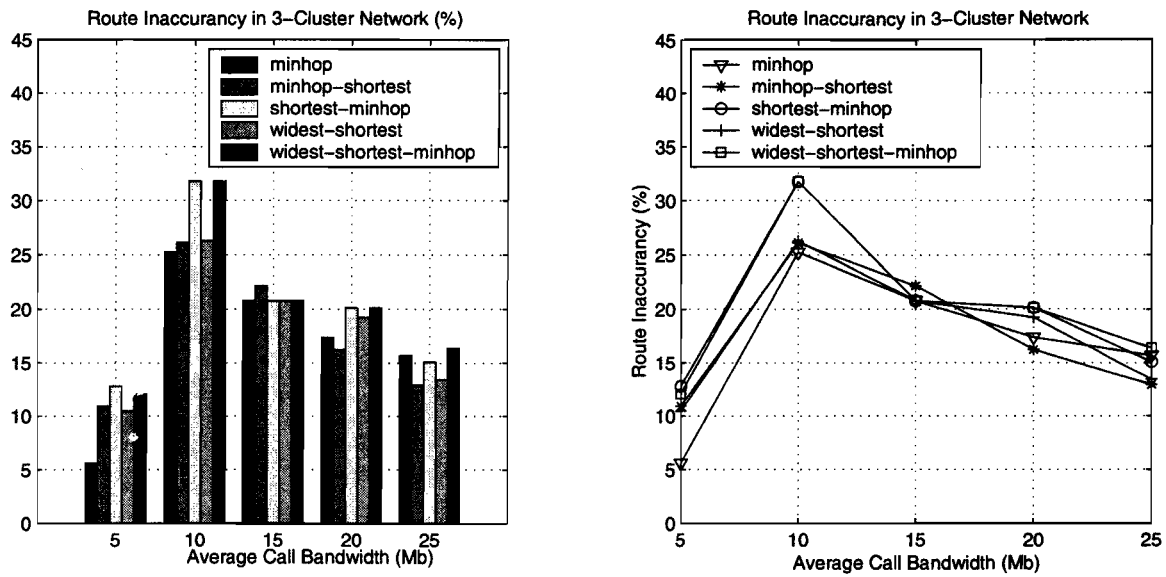 Route Inaccurancy in 3-Cluster Network (%)
45
40
35
30
25
20
15
10
5
0
minhop
minhop-shortest
shortest-minhop
widest-shortest
widest-shortest-minhop
5 10 15 20 25
Average Call Bandwidth (Mb)
Route Inaccurancy in 3-Cluster Network
Route Inaccurancy (%)
45
40
35
30
25
20
15
10
5
0
minhop
minhop-shortest
shortest-minhop
widest-shortest
widest-shortest-minhop
5 10 15 20 25
Average Call Bandwidth (Mb)